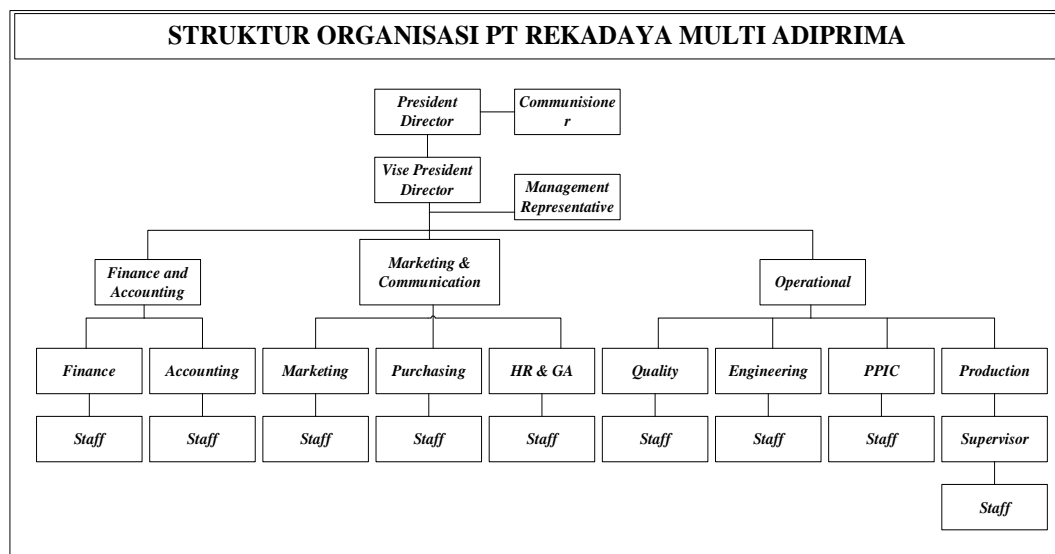 STRUKTUR ORGANISASI PT REKADAYA MULTI ADIPRIMA
President
Director
Communisione
r
Vise President
Director
Management
Representative
Finance and
Accounting
Marketing &
Communication
Operational
Finance
Accounting
Marketing
Purchasing
HR & GA
Quality
Engineering
PPIC
Production
Staff
Staff
Staff
Staff
Staff
Staff
Staff
Staff
Supervisor
Staff